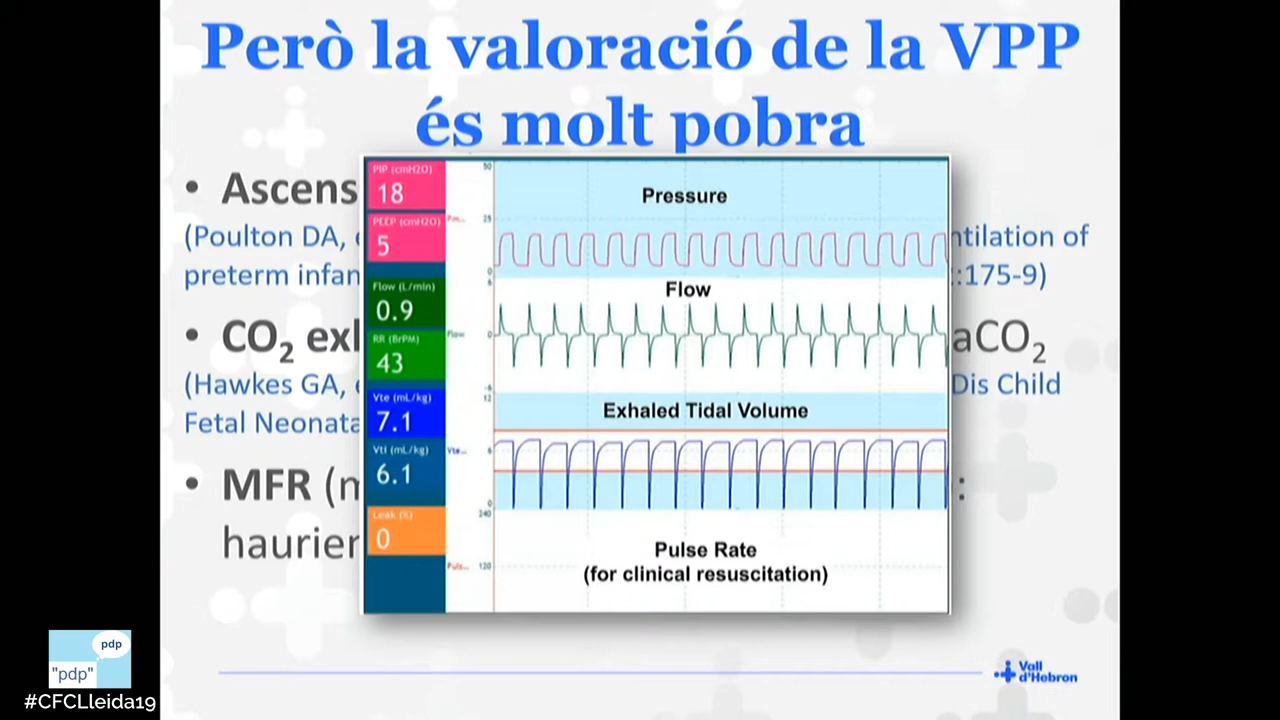 Però la valoració de la VPP
és molt pobra
• Ascens
(Poulton DA, ntilation of
preterm infan :175-9)
• CO₂ exh aCO₂
(Hawkes GA, Dis Child
Fetal Neonata
• MFR (m :
haurien
PIP (cmH2O)
18
PEEP (cmH2O)
5
Flow (L/min)
0.9
RR (BrPM)
43
Vte (mL/kg)
7.1
Vti (mL/kg)
6.1
Leak (%)
0
50
Pressure
25
0
6
Flow
Flow
0
-6
12
Exhaled Tidal Volume
Vte...
6
0
240
Pulse Rate
(for clinical resuscitation)
Puls...
120
pdp
"pdp"
#CFCLleida19
Vall
d'Hebron